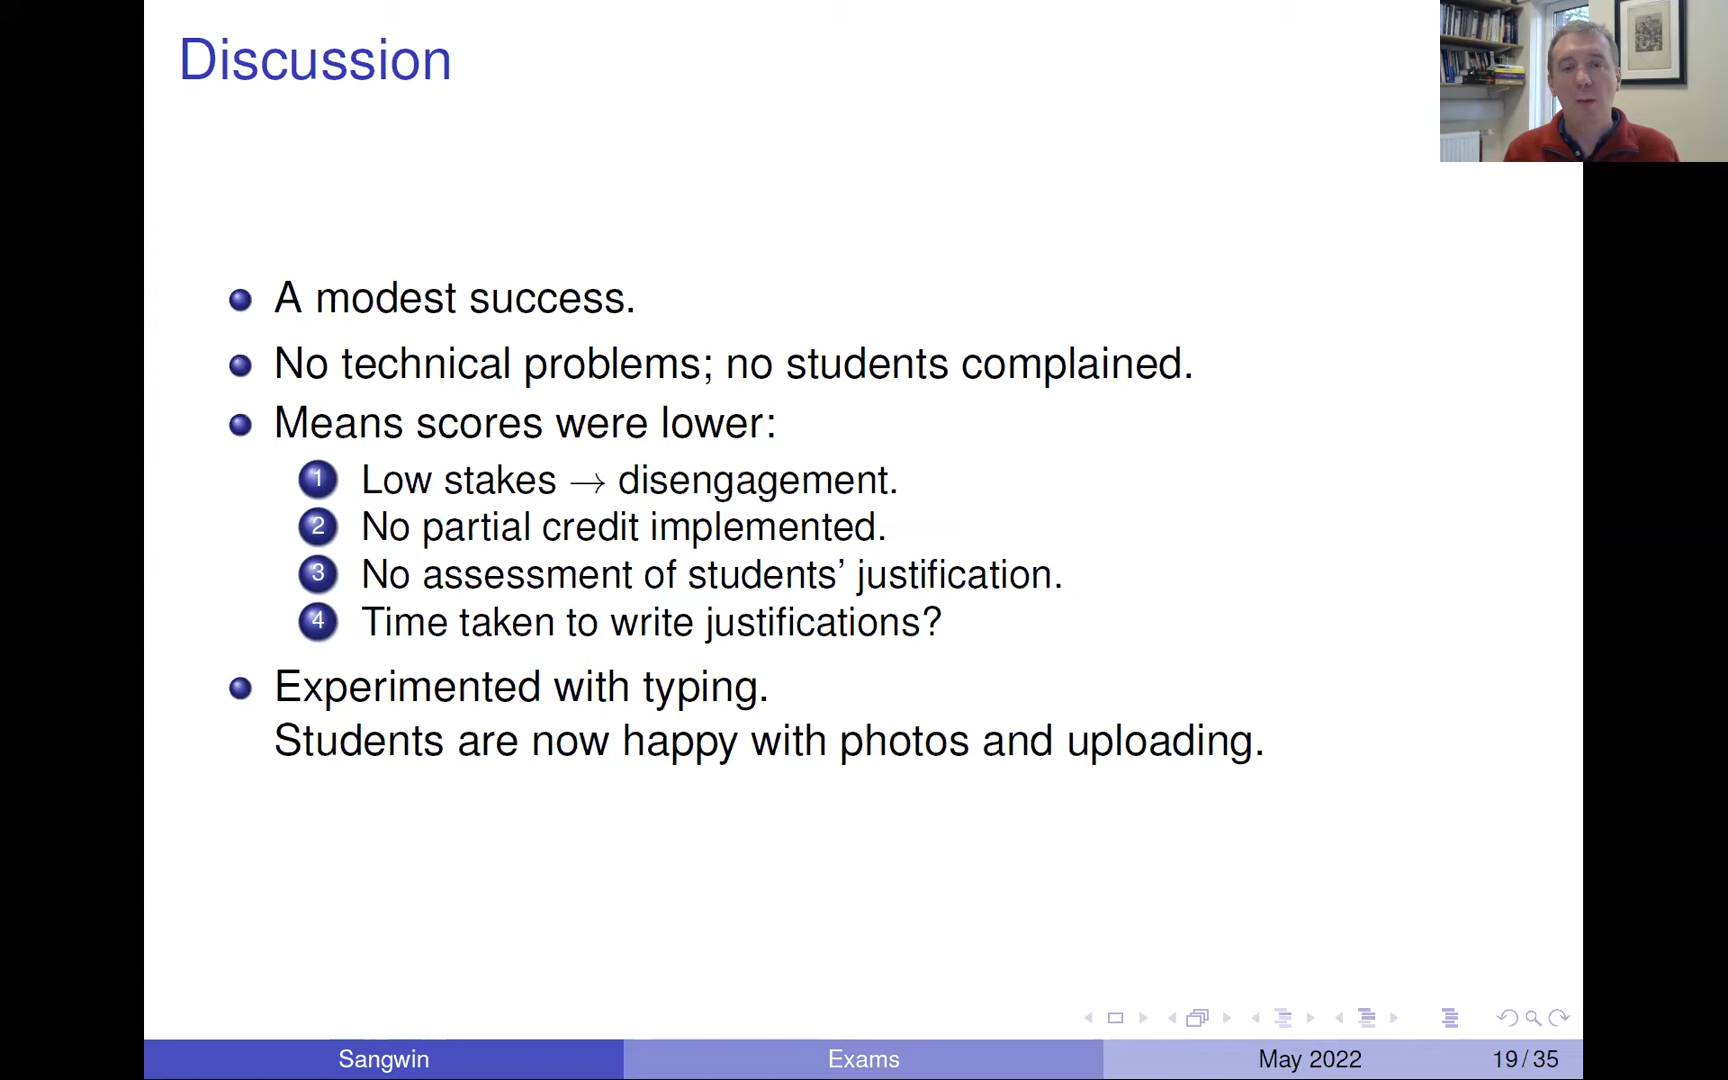 Discussion
A modest success.
No technical problems; no students complained.
Means scores were lower:
1 Low stakes → disengagement.
2 No partial credit implemented.
3 No assessment of students’ justification.
4 Time taken to write justifications?
Experimented with typing.
Students are now happy with photos and uploading.
Sangwin Exams May 2022 19/35